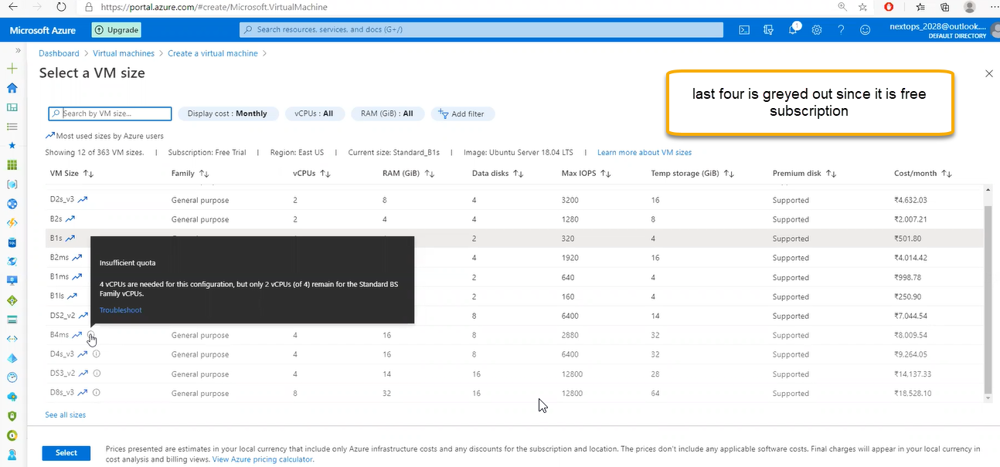 https://portal.azure.com/#create/Microsoft.VirtualMachine
Microsoft Azure
Upgrade
Search resources, services, and docs (G+/)
1
nextops_2028@outlook....
DEFAULT DIRECTORY
Dashboard > Virtual machines > Create a virtual machine >
Select a VM size
last four is greyed out since it is free
subscription
Search by VM size...
Display cost : Monthly
vCPUs : All
RAM (GiB) : All
Add filter
Most used sizes by Azure users
Showing 12 of 363 VM sizes. | Subscription: Free Trial | Region: East US | Current size: Standard_B1s | Image: Ubuntu Server 18.04 LTS | Learn more about VM sizes
VM Size Family vCPUs RAM (GiB) Data disks Max IOPS Temp storage (GiB) Premium disk Cost/month
D2s_v3 General purpose 2 8 4 3200 16 Supported ₹4,632.03
B2s General purpose 2 4 4 1280 8 Supported ₹2,007.21
B1s 2 320 4 Supported ₹501.80
B2ms 4 1920 16 Supported ₹4,014.42
B1ms 2 640 4 Supported ₹998.78
B1ls 2 160 4 Supported ₹250.90
DS2_v2 8 6400 14 Supported ₹7,044.54
Insufficient quota
4 vCPUs are needed for this configuration, but only 2 vCPUs (of 4) remain for the Standard BS
Family vCPUs.
Troubleshoot
B4ms General purpose 4 16 8 2880 32 Supported ₹8,009.54
D4s_v3 General purpose 4 16 8 6400 32 Supported ₹9,264.05
DS3_v2 General purpose 4 14 16 12800 28 Supported ₹14,137.33
D8s_v3 General purpose 8 32 16 12800 64 Supported ₹18,528.10
See all sizes
Select
Prices presented are estimates in your local currency that include only Azure infrastructure costs and any discounts for the subscription and location. The prices don't include any applicable software costs. Final charges will appear in your local currency in
cost analysis and billing views. View Azure pricing calculator.